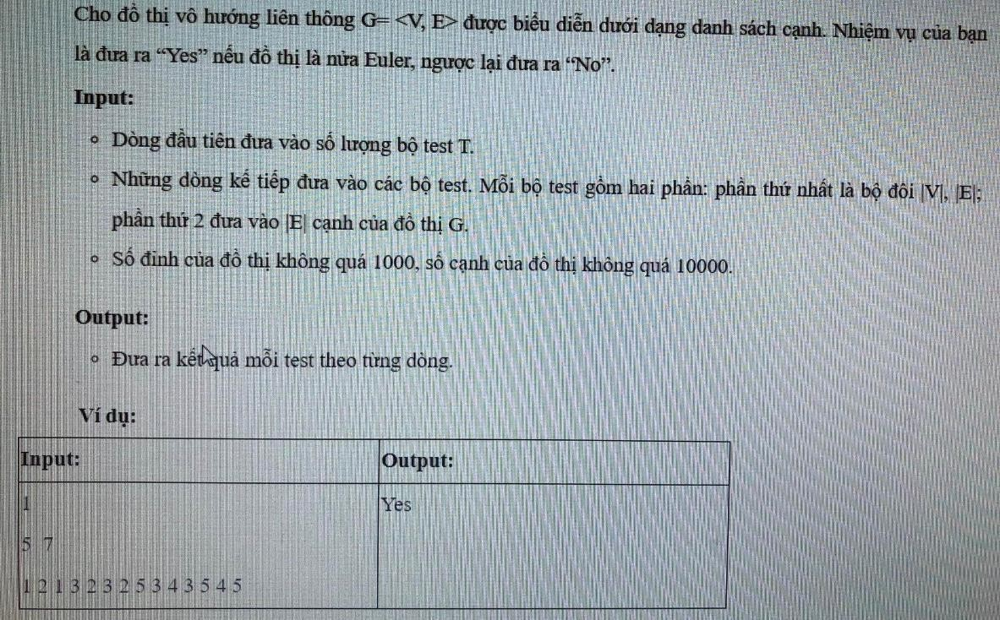 Cho đồ thị vô hướng liên thông G= <V, E> được biểu diễn dưới dạng danh sách cạnh. Nhiệm vụ của bạn
là đưa ra “Yes” nếu đồ thị là nửa Euler, ngược lại đưa ra “No”.
Input:
Dòng đầu tiên đưa vào số lượng bộ test T.
Những dòng kế tiếp đưa vào các bộ test. Mỗi bộ test gồm hai phần: phần thứ nhất là bộ đôi |V|, |E|;
phần thứ 2 đưa vào |E| cạnh của đồ thị G.
Số đỉnh của đồ thị không quá 1000, số cạnh của đồ thị không quá 10000.
Output:
Đưa ra kết quả mỗi test theo từng dòng.
Ví dụ:
Input: Output:
1 Yes
5 7
1 2 1 3 2 3 2 5 3 4 3 5 4 5